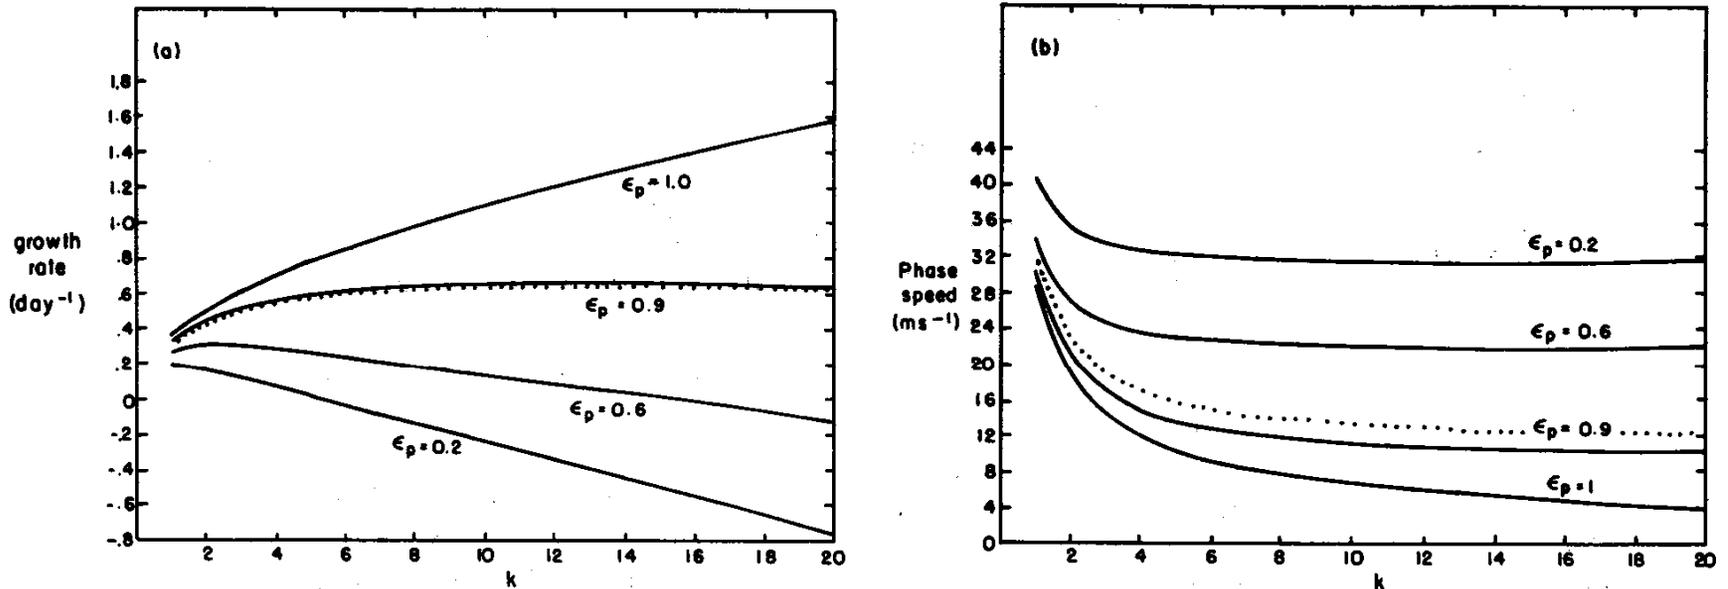 (a)
1.8
1.6
1.4
1.2
1.0
.8
.6
.4
.2
0
-.2
-.4
-.6
-.8
growth
rate
(day⁻¹)
ϵp = 1.0
ϵp = 0.9
ϵp = 0.6
ϵp = 0.2
2 4 6 8 10 12 14 16 18 20
k
(b)
44
40
36
32
28
24
20
16
12
8
4
0
Phase
speed
(ms⁻¹)
ϵp = 0.2
ϵp = 0.6
ϵp = 0.9
ϵp = 1
2 4 6 8 10 12 14 16 18 20
k